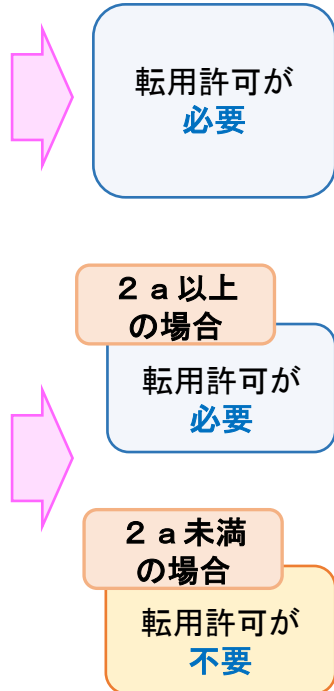 転用許可が
必要
２ａ以上
の場合
転用許可が
必要
２ａ未満
の場合
転用許可が
不要